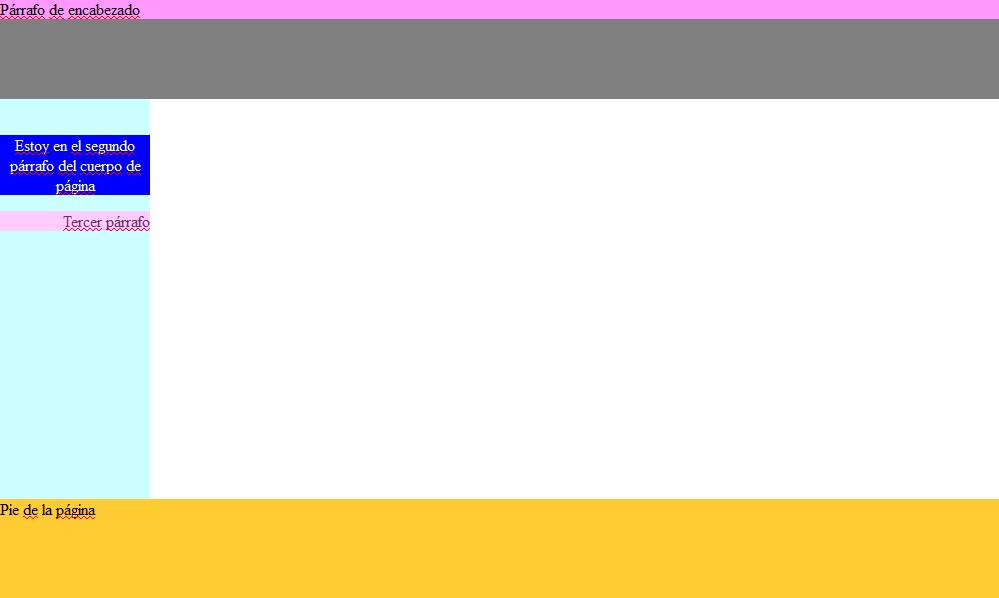 Párrafo de encabezado
Estoy en el segundo
párrafo del cuerpo de
página
Tercer párrafo
Pie de la página